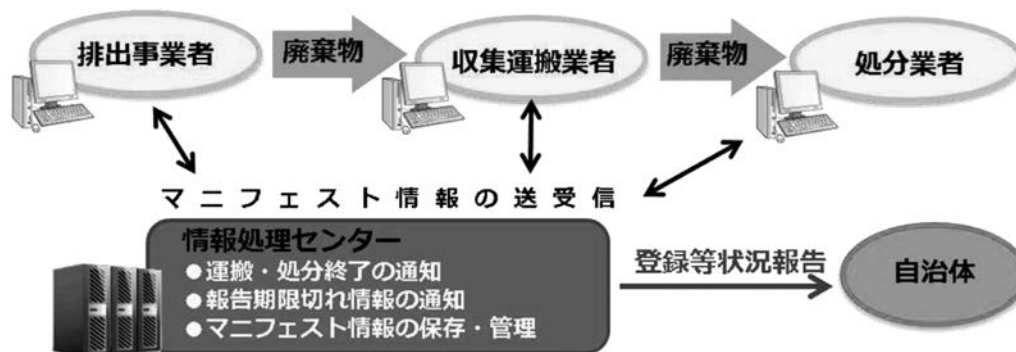 排出事業者
廃棄物
収集運搬業者
廃棄物
処分業者
マニフェスト情報の送受信
情報処理センター
●運搬・処分終了の通知
●報告期限切れ情報の通知
●マニフェスト情報の保存・管理
登録等状況報告
自治体